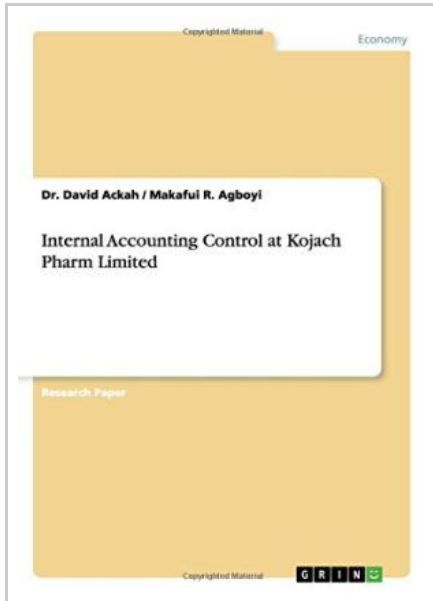 Copyrighted Material
Economy
Dr. David Ackah / Makafui R. Agboyi
Internal Accounting Control at Kojach
Pharm Limited
Research Paper
Copyrighted Material
GRIN